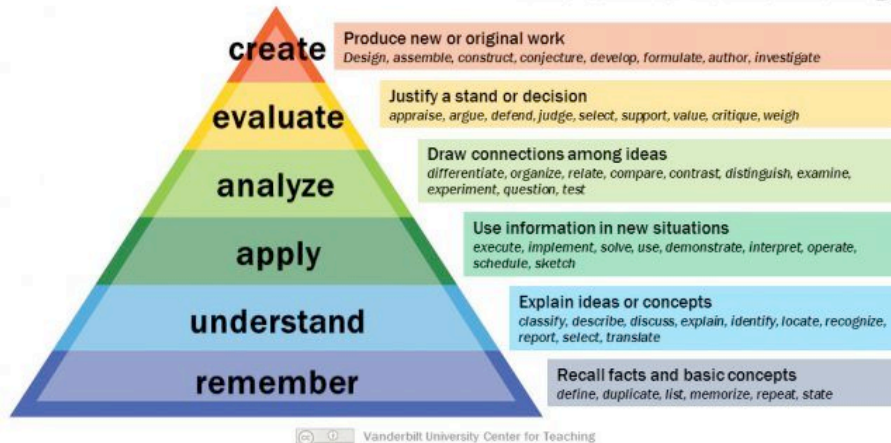 create
Produce new or original work
Design, assemble, construct, conjecture, develop, formulate, author, investigate
evaluate
Justify a stand or decision
appraise, argue, defend, judge, select, support, value, critique, weigh
analyze
Draw connections among ideas
differentiate, organize, relate, compare, contrast, distinguish, examine,
experiment, question, test
apply
Use information in new situations
execute, implement, solve, use, demonstrate, interpret, operate,
schedule, sketch
understand
Explain ideas or concepts
classify, describe, discuss, explain, identify, locate, recognize,
report, select, translate
remember
Recall facts and basic concepts
define, duplicate, list, memorize, repeat, state
cc Vanderbilt University Center for Teaching